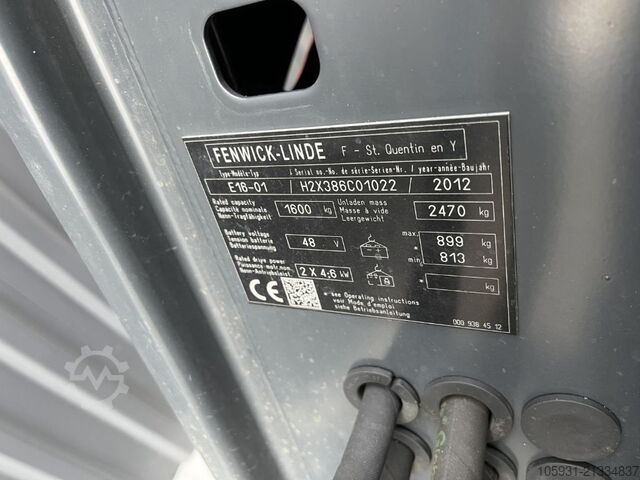 FENWICK-LINDE F - St. Quentin en Y
Type-Modèle-Typ / Serial no.-No. de série-Serien-Nr. / year-année-Baujahr
E16-01 / H2X386C01022 / 2012
Rated capacity
Capacité nominale
Nenn-Tragfähigkeit
1600 kg
Unladen mass
Masse à vide
Leergewicht
2470 kg
Battery voltage
Tension batterie
Batteriespannung
48 V
max. 899 kg
min. 813 kg
Rated drive power
Puissance motr.nom.
Nenn-Antriebsleist.
2 X 4,6 kW
* kg
* see Operating instructions
voir Mode d'emploi
siehe Betriebsanleitung
CE
000 938 45 12
105931-21334837